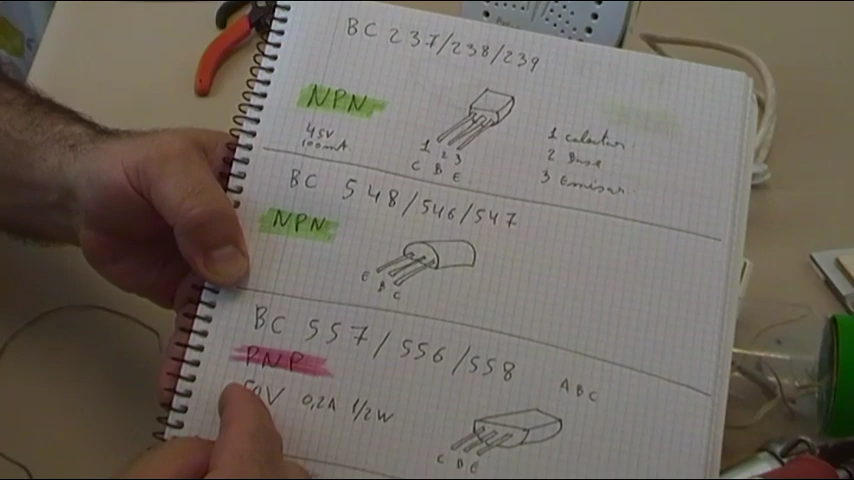 BC 237/238/239
NPN
45V
100mA
1 2 3
C B E
1 colector
2 Base
3 Emisor
BC 548/546/547
NPN
E B C
BC 557/556/558
PNP
50V 0,2A 1/2W
ABC
C B E